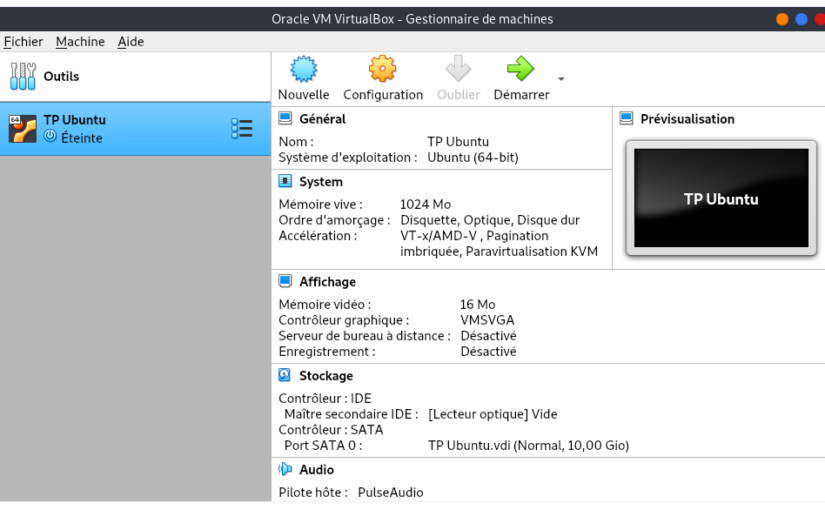 Oracle VM VirtualBox - Gestionnaire de machines
Fichier Machine Aide
Outils
64
TP Ubuntu
Éteinte
Nouvelle Configuration Oublier Démarrer
Général
Nom : TP Ubuntu
Système d'exploitation : Ubuntu (64-bit)
Prévisualisation
TP Ubuntu
System
Mémoire vive : 1024 Mo
Ordre d'amorçage : Disquette, Optique, Disque dur
Accélération : VT-x/AMD-V , Pagination
imbriquée, Paravirtualisation KVM
Affichage
Mémoire vidéo : 16 Mo
Contrôleur graphique : VMSVGA
Serveur de bureau à distance : Désactivé
Enregistrement : Désactivé
Stockage
Contrôleur : IDE
Maître secondaire IDE : [Lecteur optique] Vide
Contrôleur : SATA
Port SATA 0 : TP Ubuntu.vdi (Normal, 10,00 Gio)
Audio
Pilote hôte : PulseAudio